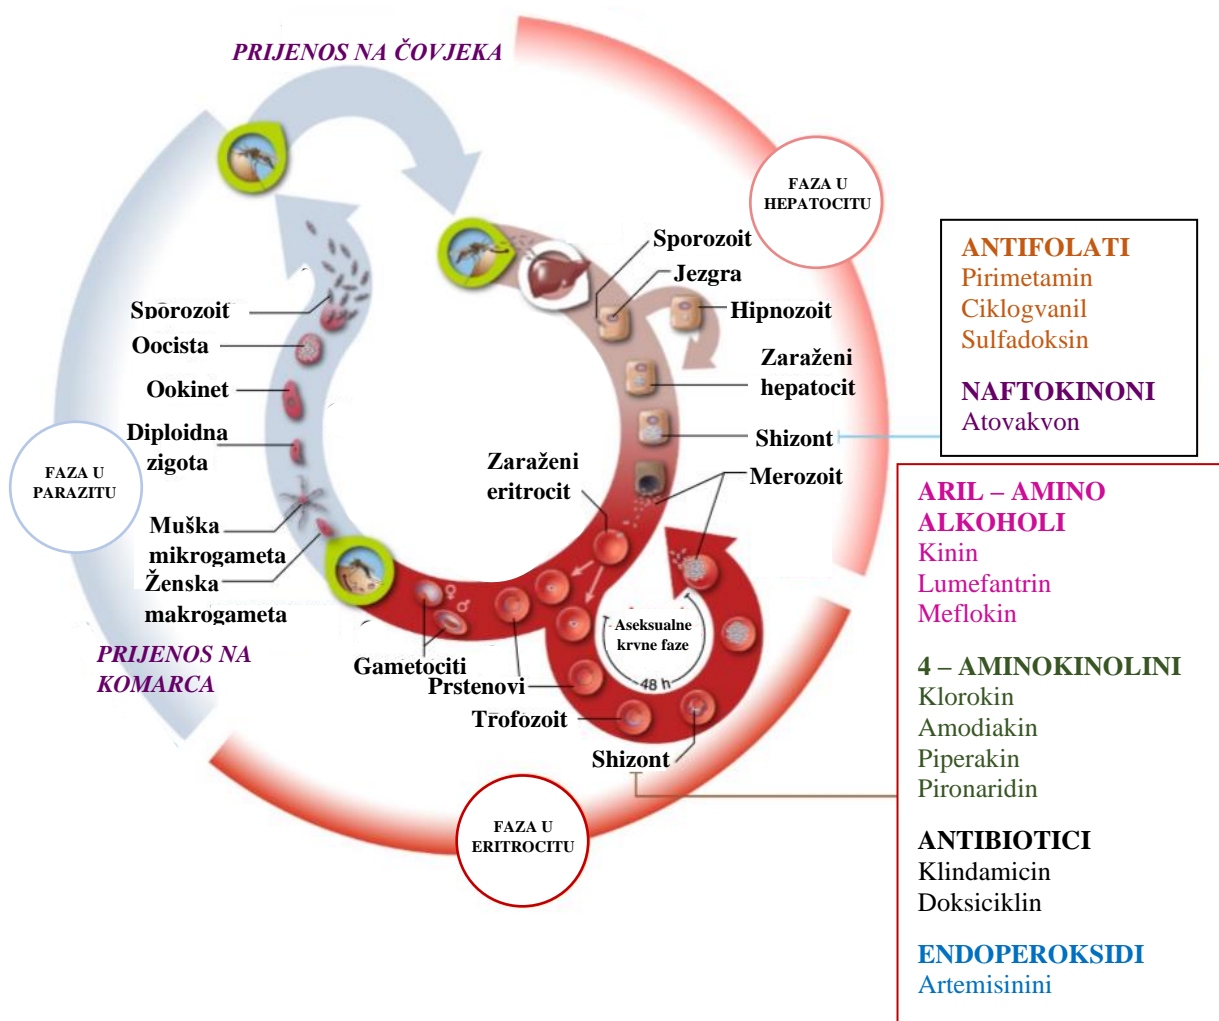 PRIJENOS NA ČOVJEKA
FAZA U
HEPATOCITU
Sporozoit
Jezgra
Hipnozoit
Zaraženi
hepatocit
Shizont
Merozoit
Zaraženi
eritrocit
Sporozoit
Oocista
Ookinet
Diploidna
zigota
FAZA U
PARAZITU
Muška
mikrogameta
Ženska
makrogameta
PRIJENOS NA
KOMARCA
♀
♂
Gametociti
Prstenovi
Trofozoit
Shizont
Aseksualne
krvne faze
48 h
FAZA U
ERITROCITU
ANTIFOLATI
Pirimetamin
Ciklogvanil
Sulfadoksin
NAFTOKINONI
Atovakvon
ARIL – AMINO
ALKOHOLI
Kinin
Lumefantrin
Meflokin
4 – AMINOKINOLINI
Klorokin
Amodiakin
Piperakin
Pironaridin
ANTIBIOTICI
Klindamicin
Doksiciklin
ENDOPEROKSIDI
Artemisinini